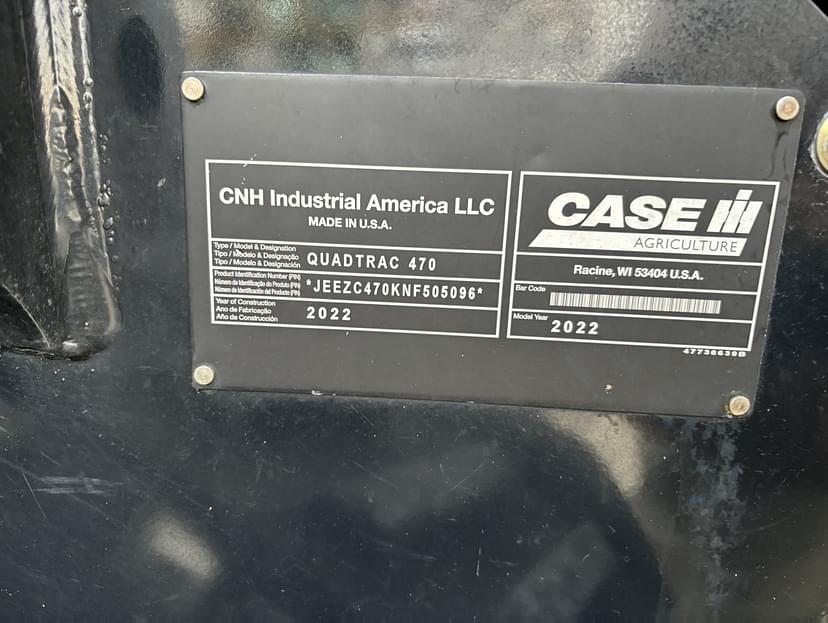 CNH Industrial America LLC
MADE IN U.S.A.
Type / Model & Designation
Tipo / Modelo & Designação
Tipo / Modelo & Designación
QUADTRAC 470
Product Identification Number (PIN)
Número de Identificação do Produto (PIN)
Número de Identificación del Producto (PIN)
*JEEZC470KNF505096*
Year of Construction
Ano de Fabricação
Año de Construcción
2022
CASE IH
AGRICULTURE
Racine, WI 53404 U.S.A.
Bar Code
Model Year
2022
47736639B